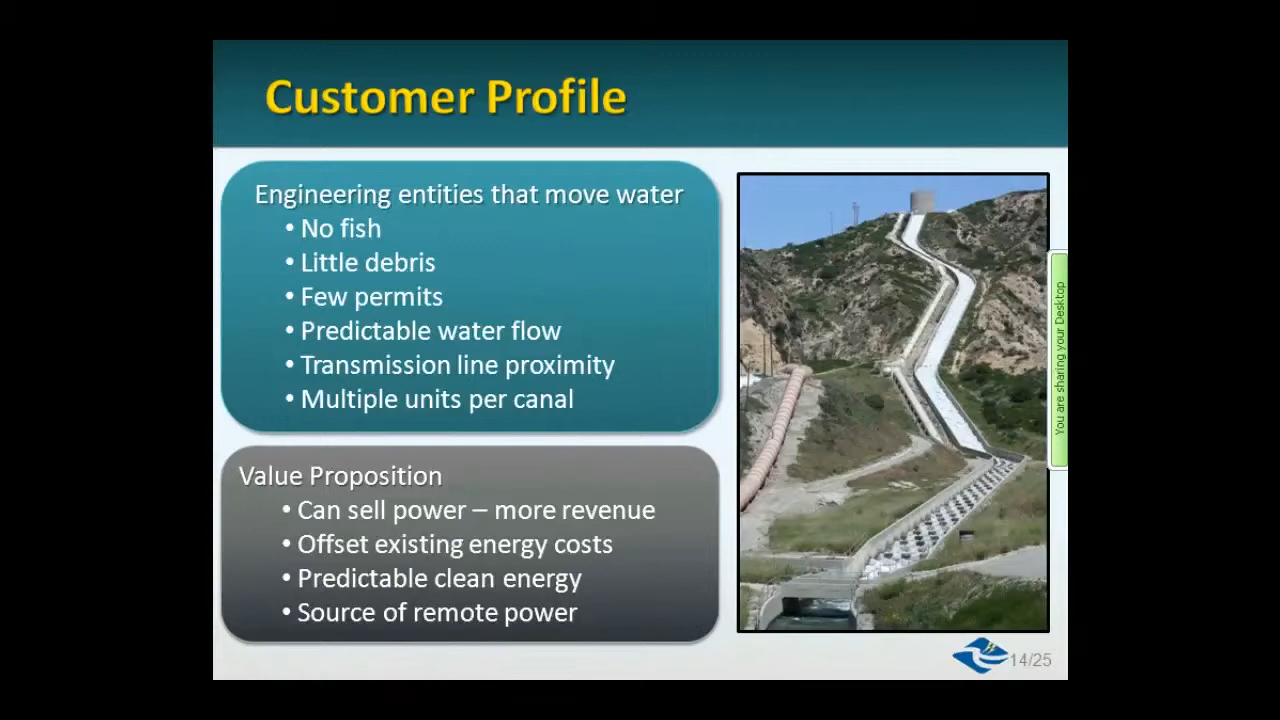 Customer Profile
Engineering entities that move water
• No fish
• Little debris
• Few permits
• Predictable water flow
• Transmission line proximity
• Multiple units per canal
Value Proposition
• Can sell power – more revenue
• Offset existing energy costs
• Predictable clean energy
• Source of remote power
You are sharing your Desktop
14/25